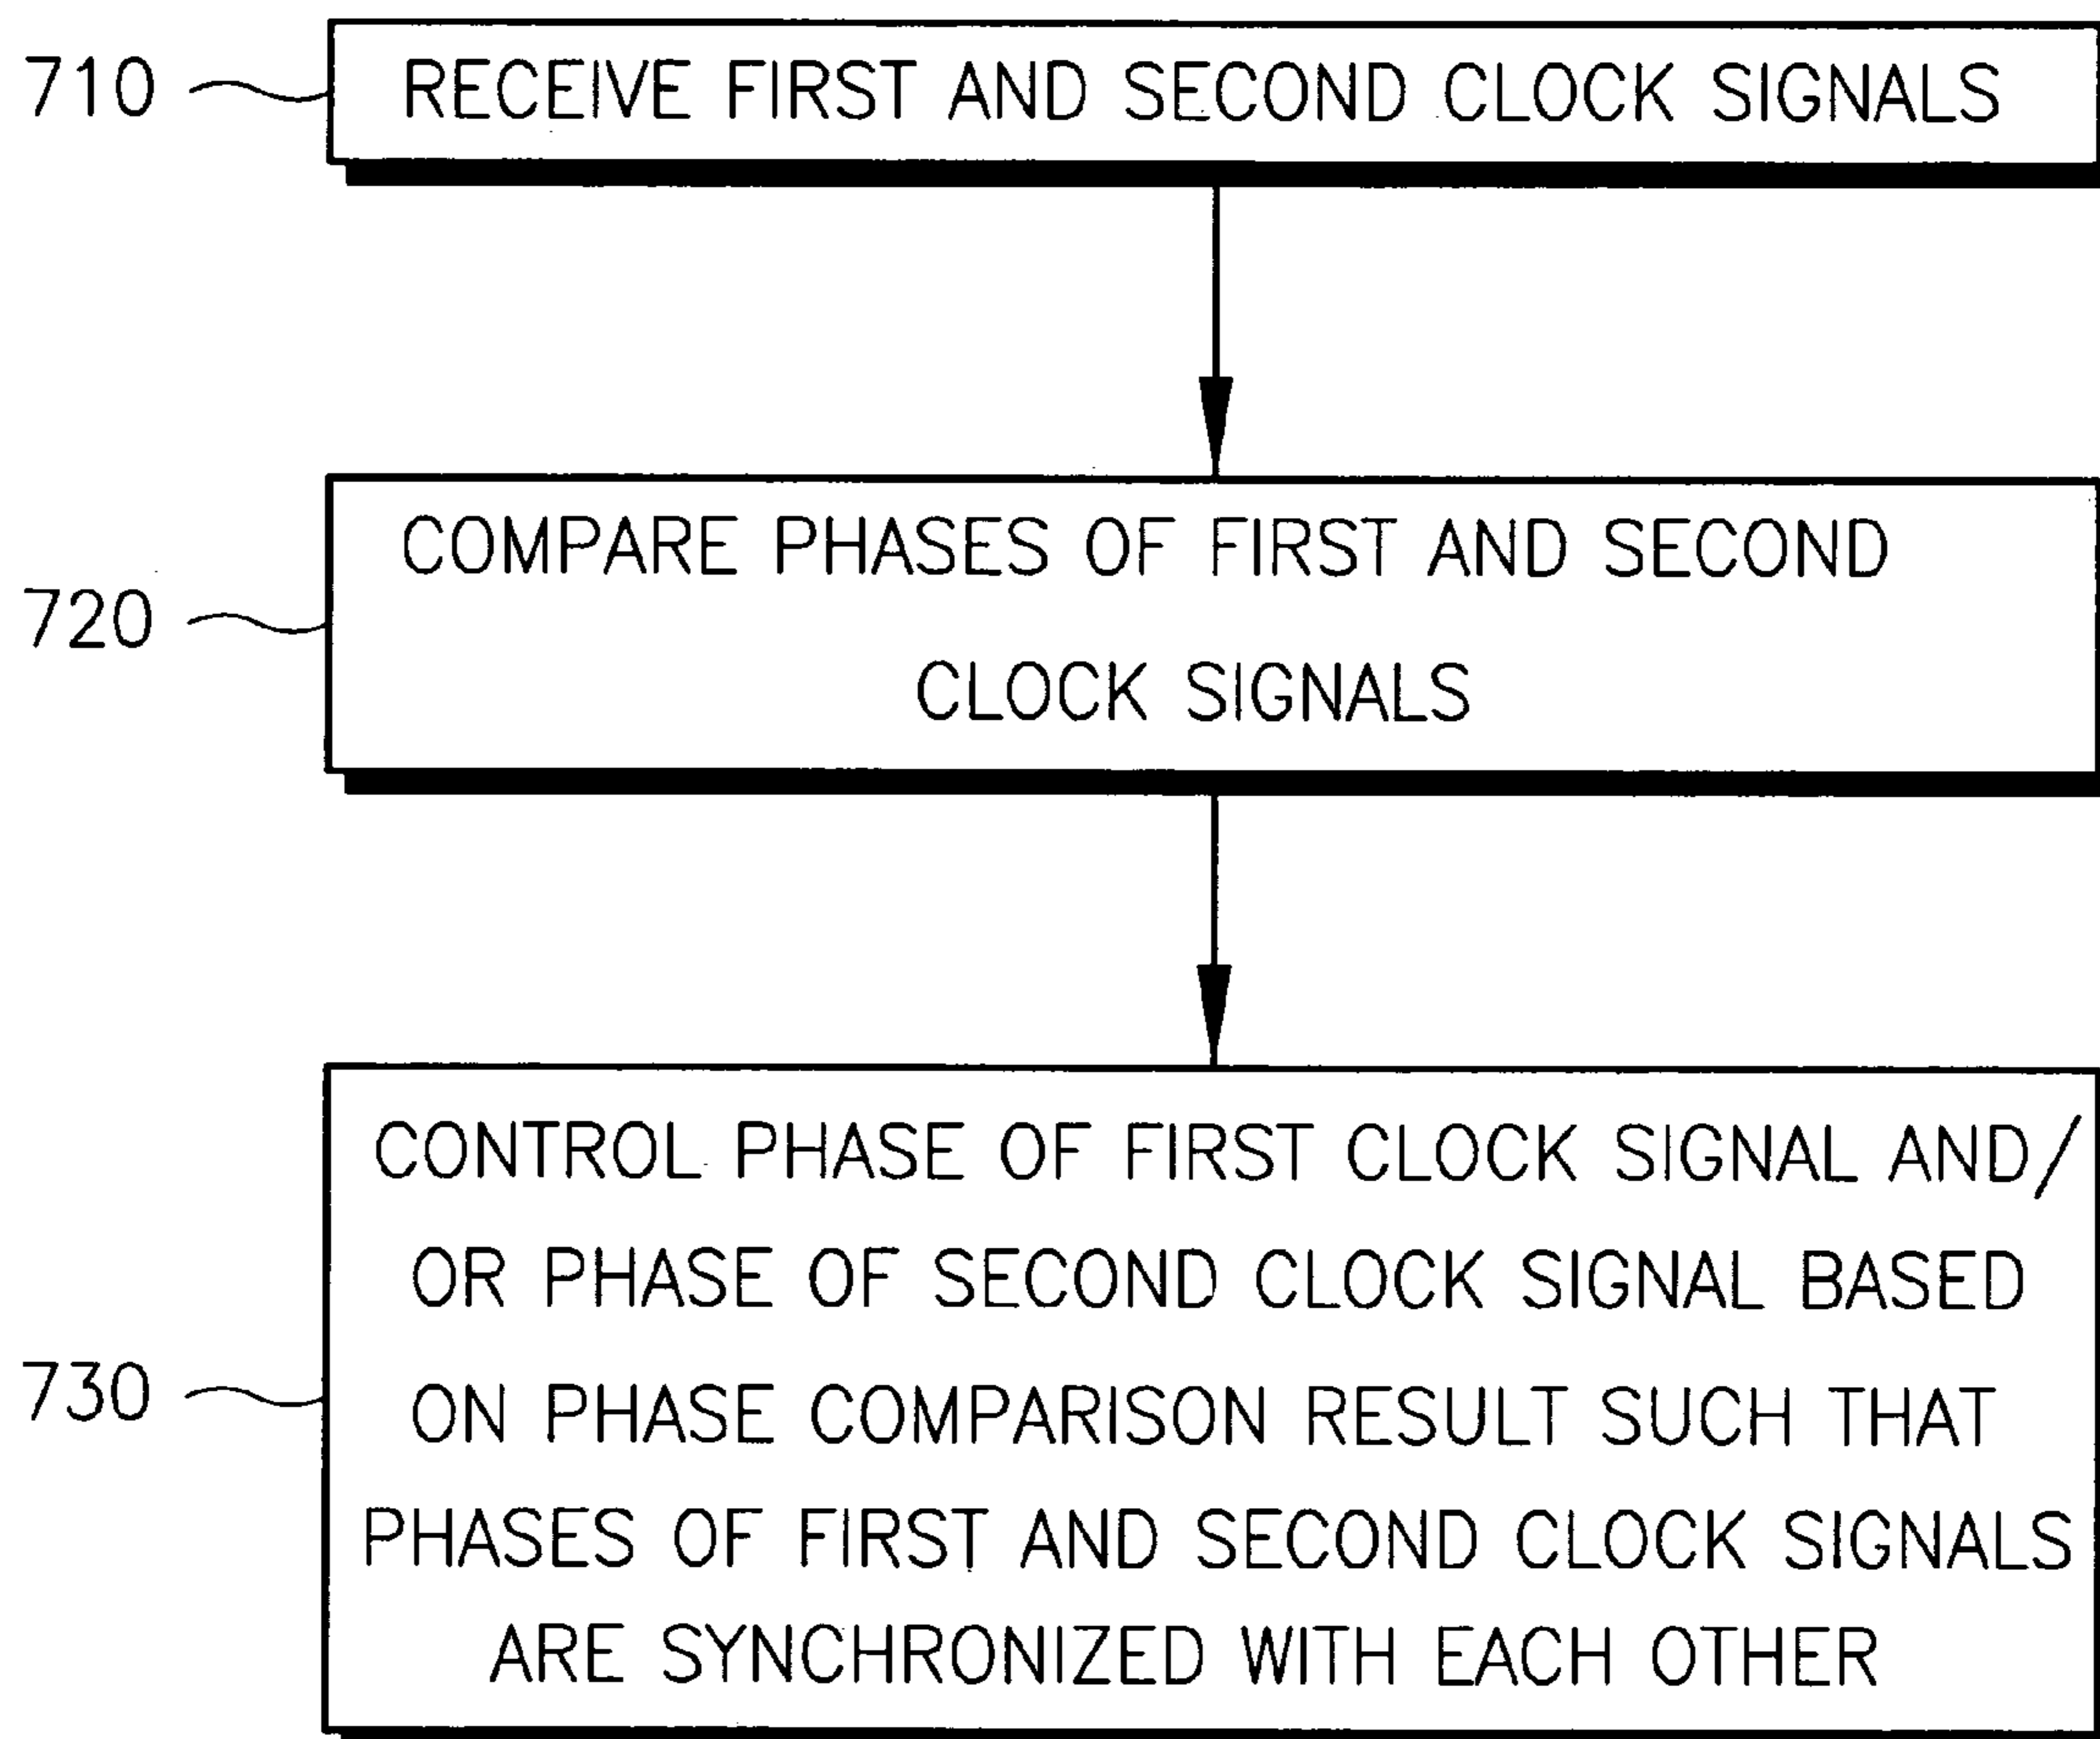 710 RECEIVE FIRST AND SECOND CLOCK SIGNALS
COMPARE PHASES OF FIRST AND SECOND
720
CLOCK SIGNALS
CONTROL PHASE OF FIRST CLOCK SIGNAL AND/
OR PHASE OF SECOND CLOCK SIGNAL BASED
730 ON PHASE COMPARISON RESULT SUCH THAT
PHASES OF FIRST AND SECOND CLOCK SIGNALS
ARE SYNCHRONIZED WITH EACH OTHER